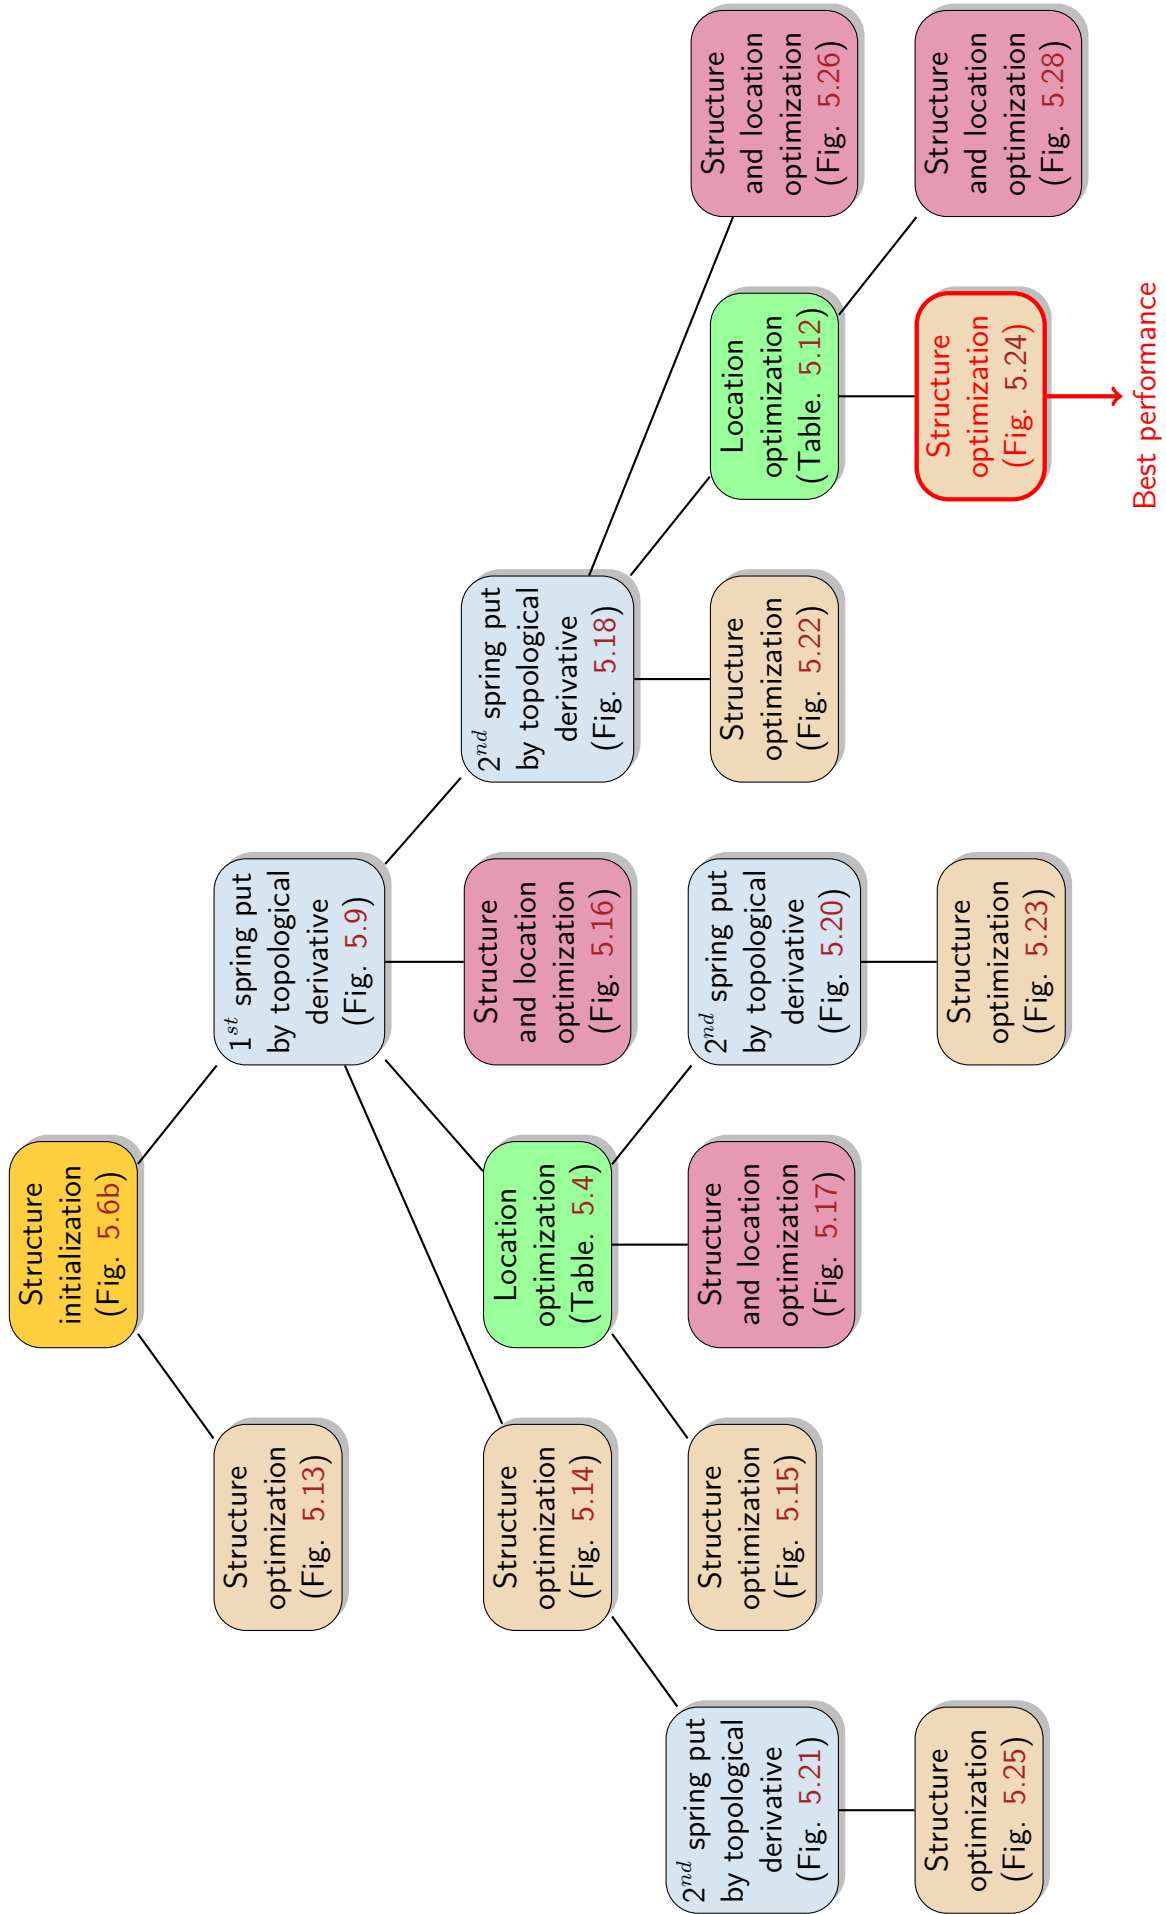 Structure
initialization
(Fig. 5.6b)
Structure
optimization
(Fig. 5.13)
1st spring put
by topological
derivative
(Fig. 5.9)
Structure
optimization
(Fig. 5.14)
Location
optimization
(Table. 5.4)
Structure
and location
optimization
(Fig. 5.16)
2nd spring put
by topological
derivative
(Fig. 5.18)
2nd spring put
by topological
derivative
(Fig. 5.21)
Structure
optimization
(Fig. 5.15)
Structure
and location
optimization
(Fig. 5.17)
2nd spring put
by topological
derivative
(Fig. 5.20)
Structure
optimization
(Fig. 5.22)
Location
optimization
(Table. 5.12)
Structure
and location
optimization
(Fig. 5.26)
Structure
optimization
(Fig. 5.25)
Structure
optimization
(Fig. 5.23)
Structure
optimization
(Fig. 5.24)
Structure
and location
optimization
(Fig. 5.28)
Best performance